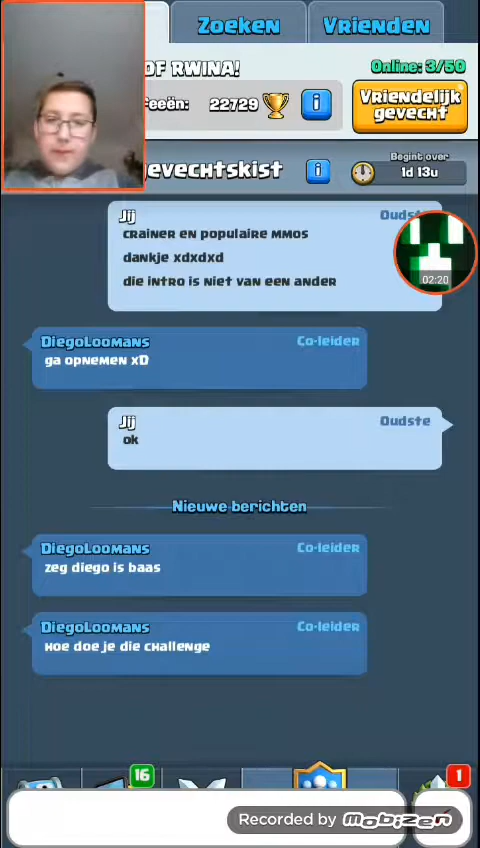 Zoeken
Vrienden
OF RWINA!
Online: 3/50
feeën: 22729
Vriendelijk
gevecht
gevechtskist
Begint over
1d 13u
Jij
Oudste
Crainer en populaire MMOs
dankje xdxdxd
die intro is niet van een ander
02:20
DiegoLoomans
Co-leider
ga opnemen xD
Jij
Oudste
ok
Nieuwe berichten
DiegoLoomans
Co-leider
zeg diego is baas
DiegoLoomans
Co-leider
Hoe doe je die challenge
16
1
Recorded by Mobizen